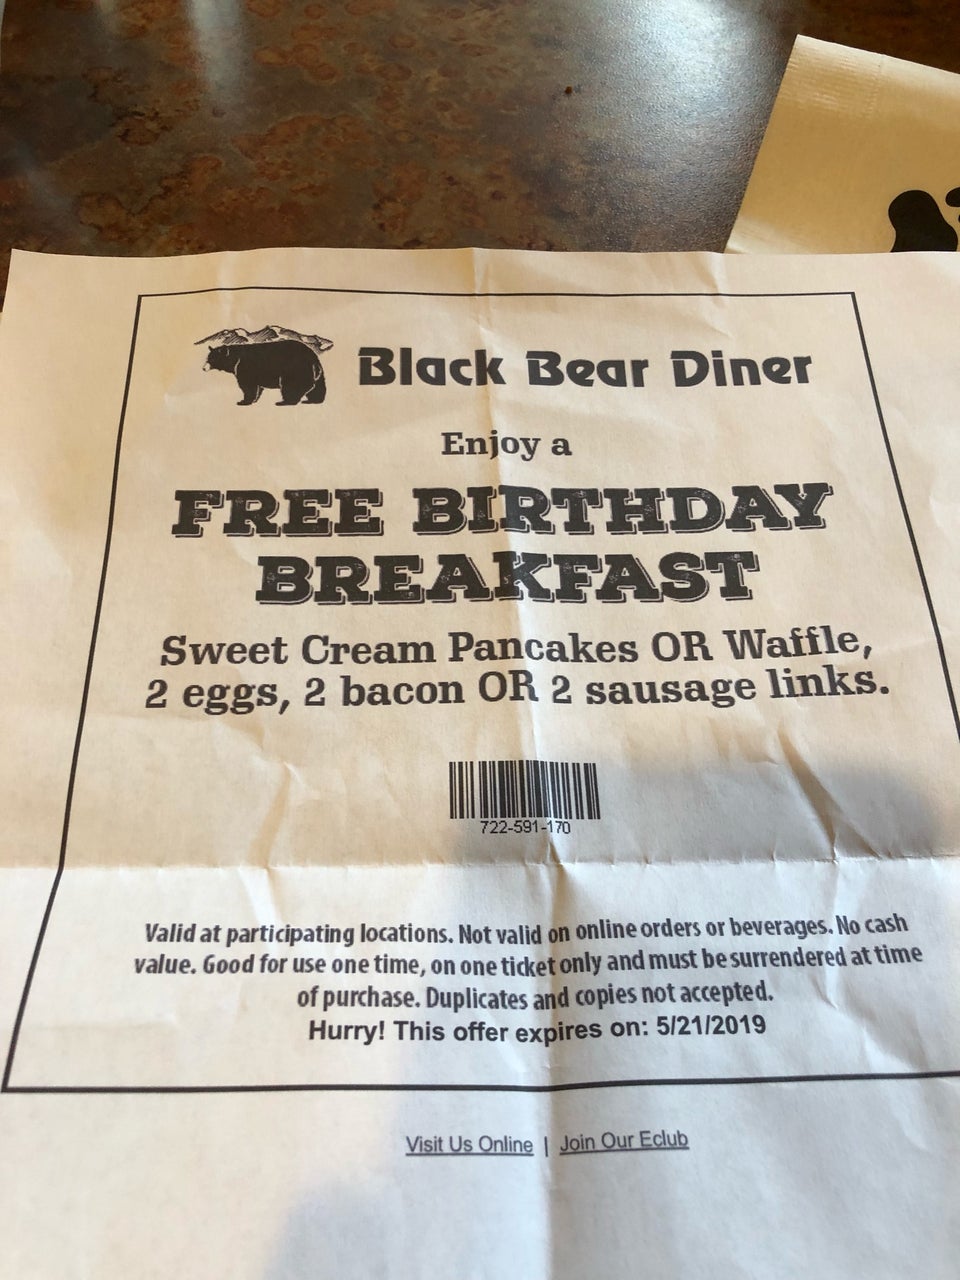 Black Bear Diner
Enjoy a
FREE BIRTHDAY
BREAKFAST
Sweet Cream Pancakes OR Waffle,
2 eggs, 2 bacon OR 2 sausage links.
722-591-170
Valid at participating locations. Not valid on online orders or beverages. No cash
value. Good for use one time, on one ticket only and must be surrendered at time
of purchase. Duplicates and copies not accepted.
Hurry! This offer expires on: 5/21/2019
Visit Us Online | Join Our Eclub